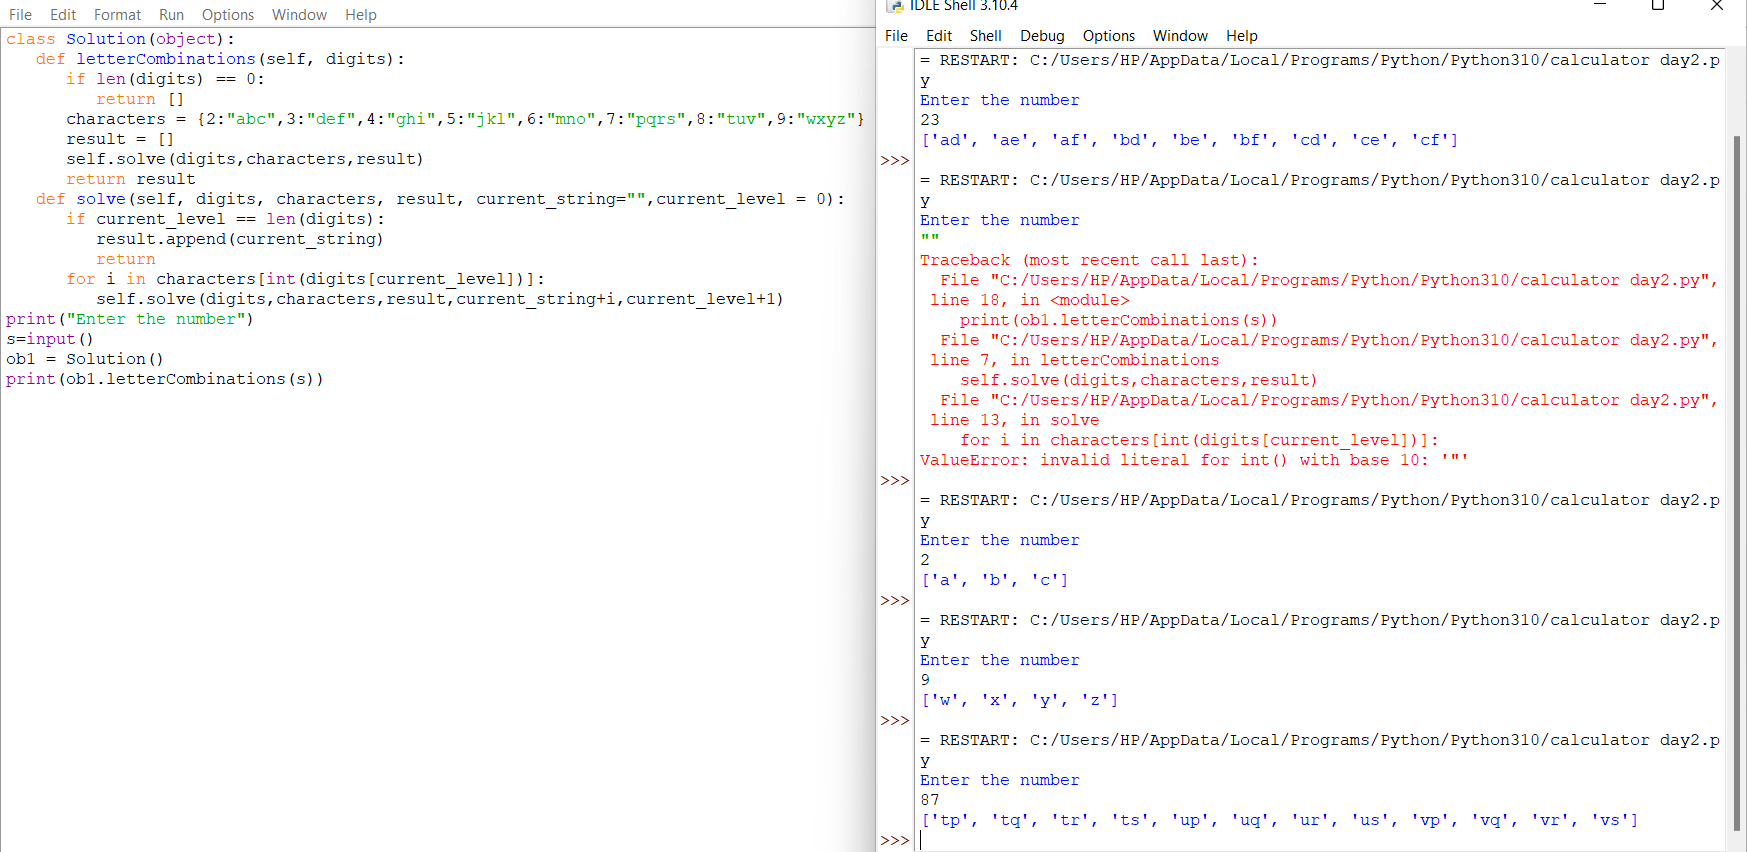 File Edit Format Run Options Window Help
class Solution(object):
   def letterCombinations(self, digits):
      if len(digits) == 0:
         return []
      characters = {2:"abc",3:"def",4:"ghi",5:"jkl",6:"mno",7:"pqrs",8:"tuv",9:"wxyz"}
      result = []
      self.solve(digits,characters,result)
      return result
   def solve(self, digits, characters, result, current_string="",current_level = 0):
      if current_level == len(digits):
         result.append(current_string)
         return
      for i in characters[int(digits[current_level])]:
         self.solve(digits,characters,result,current_string+i,current_level+1)
print("Enter the number")
s=input()
ob1 = Solution()
print(ob1.letterCombinations(s))
IDLE Shell 3.10.4
File Edit Shell Debug Options Window Help
= RESTART: C:/Users/HP/AppData/Local/Programs/Python/Python310/calculator day2.p
y
Enter the number
23
['ad', 'ae', 'af', 'bd', 'be', 'bf', 'cd', 'ce', 'cf']
>>>
= RESTART: C:/Users/HP/AppData/Local/Programs/Python/Python310/calculator day2.p
y
Enter the number
""
Traceback (most recent call last):
  File "C:/Users/HP/AppData/Local/Programs/Python/Python310/calculator day2.py",
 line 18, in <module>
    print(ob1.letterCombinations(s))
  File "C:/Users/HP/AppData/Local/Programs/Python/Python310/calculator day2.py",
 line 7, in letterCombinations
    self.solve(digits,characters,result)
  File "C:/Users/HP/AppData/Local/Programs/Python/Python310/calculator day2.py",
 line 13, in solve
    for i in characters[int(digits[current_level])]:
ValueError: invalid literal for int() with base 10: '"'
>>>
= RESTART: C:/Users/HP/AppData/Local/Programs/Python/Python310/calculator day2.p
y
Enter the number
2
['a', 'b', 'c']
>>>
= RESTART: C:/Users/HP/AppData/Local/Programs/Python/Python310/calculator day2.p
y
Enter the number
9
['w', 'x', 'y', 'z']
>>>
= RESTART: C:/Users/HP/AppData/Local/Programs/Python/Python310/calculator day2.p
y
Enter the number
87
['tp', 'tq', 'tr', 'ts', 'up', 'uq', 'ur', 'us', 'vp', 'vq', 'vr', 'vs']
>>>